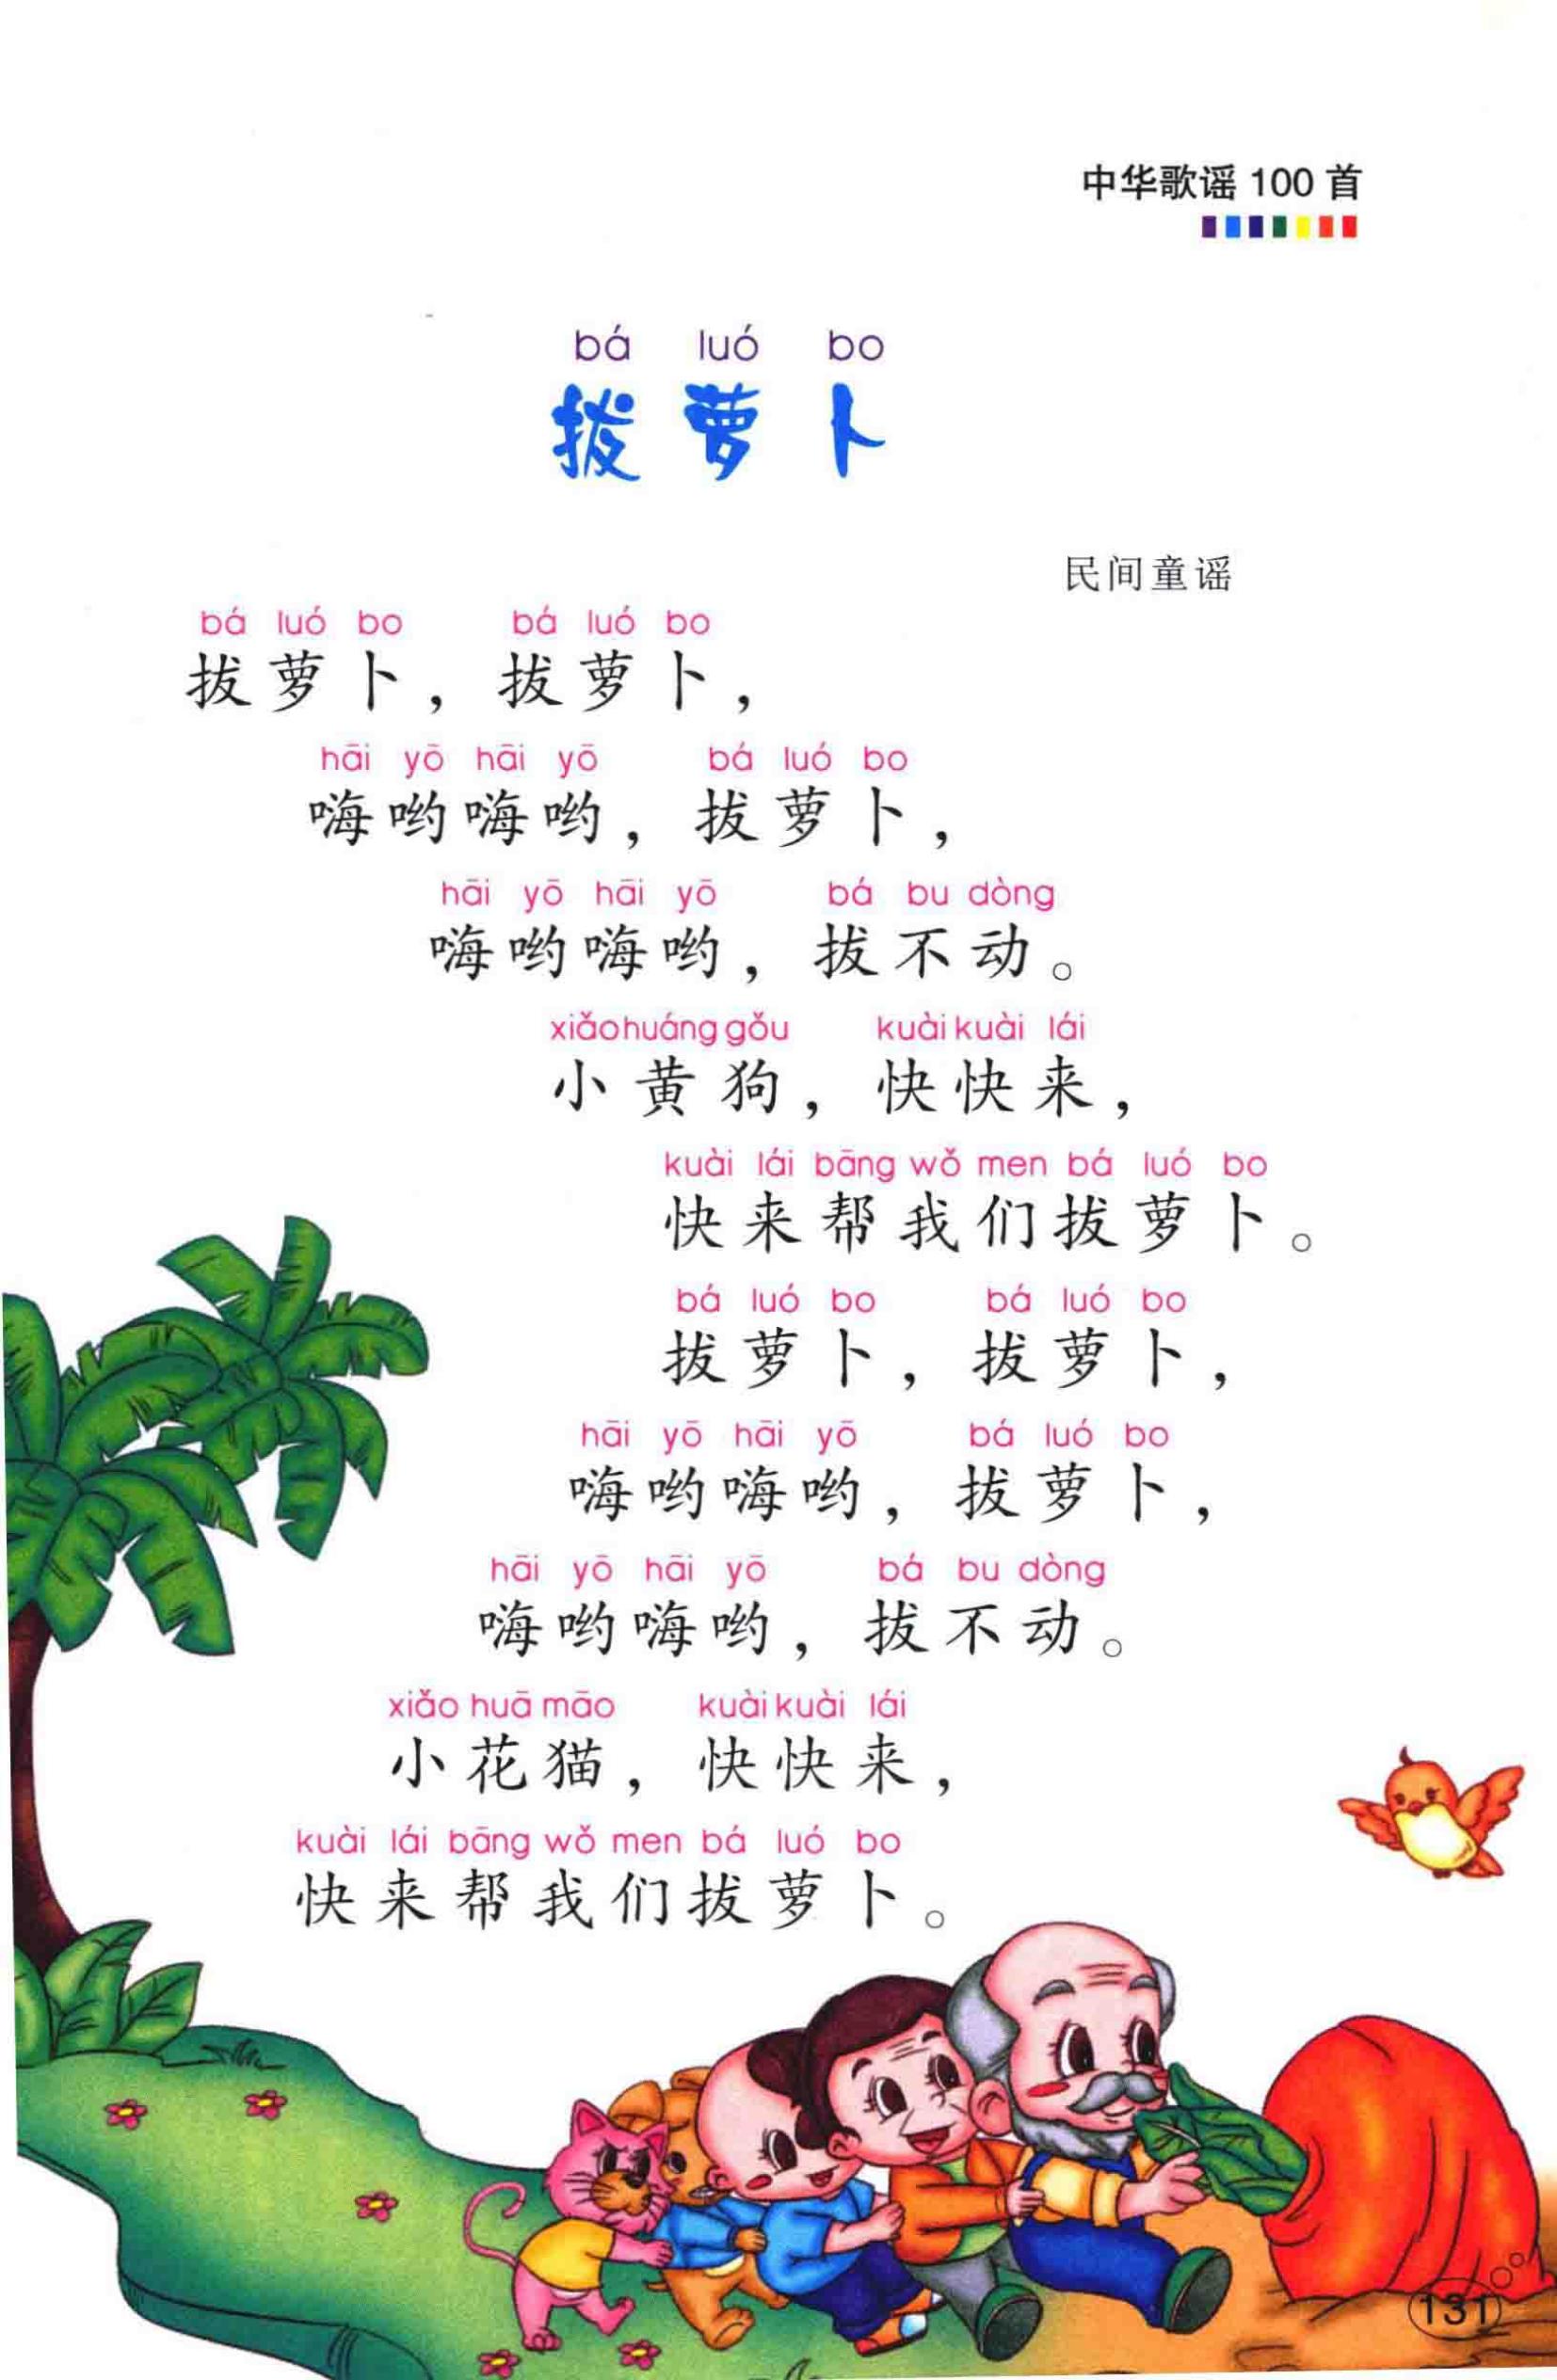 中华歌谣 100 首
bá luó bo
拔 萝 卜
民间童谣
bá luó bo bá luó bo
拔 萝 卜，拔 萝 卜，
hāi yō hāi yō bá luó bo
嗨 哟 嗨 哟，拔 萝 卜，
hāi yō hāi yō bá bu dòng
嗨 哟 嗨 哟，拔 不 动。
xiǎo huáng gǒu kuài kuài lái
小 黄 狗，快 快 来，
kuài lái bāng wǒ men bá luó bo
快 来 帮 我 们 拔 萝 卜。
bá luó bo bá luó bo
拔 萝 卜，拔 萝 卜，
hāi yō hāi yō bá luó bo
嗨 哟 嗨 哟，拔 萝 卜，
hāi yō hāi yō bá bu dòng
嗨 哟 嗨 哟，拔 不 动。
xiǎo huā māo kuài kuài lái
小 花 猫，快 快 来，
kuài lái bāng wǒ men bá luó bo
快 来 帮 我 们 拔 萝 卜。
131